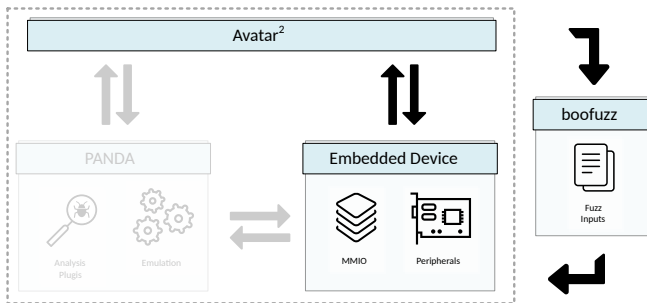 Avatar2
boofuzz
PANDA
Embedded Device
Fuzz
Inputs
Analysis
Plugis
Emulation
MMIO
Peripherals